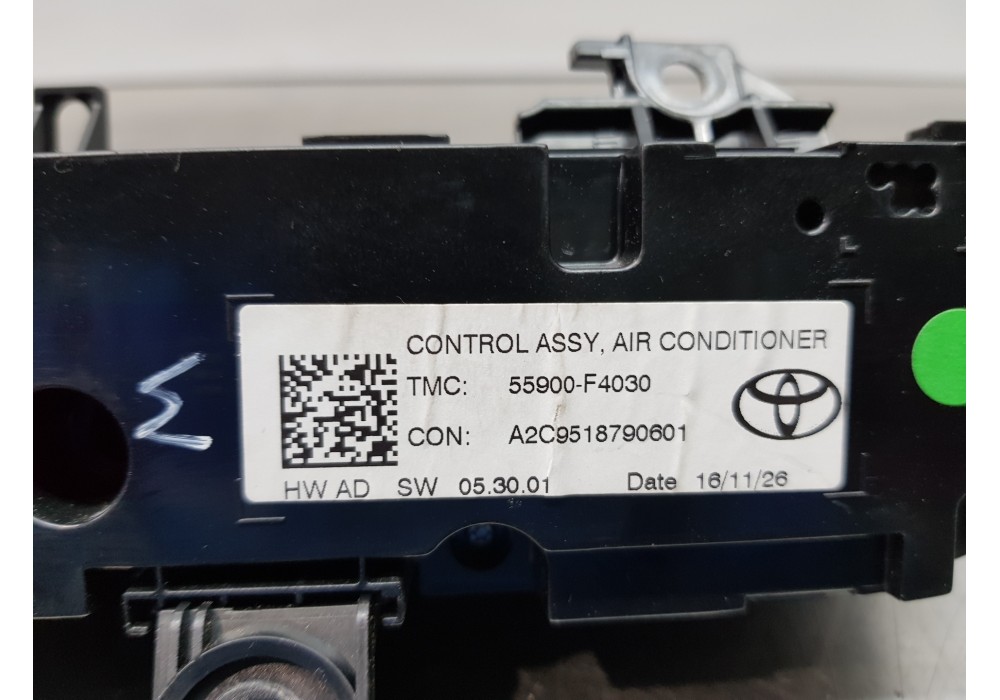 CONTROL ASSY, AIR CONDITIONER
TMC: 55900-F4030
CON: A2C9518790601
HW AD SW 05.30.01 Date 16/11/26